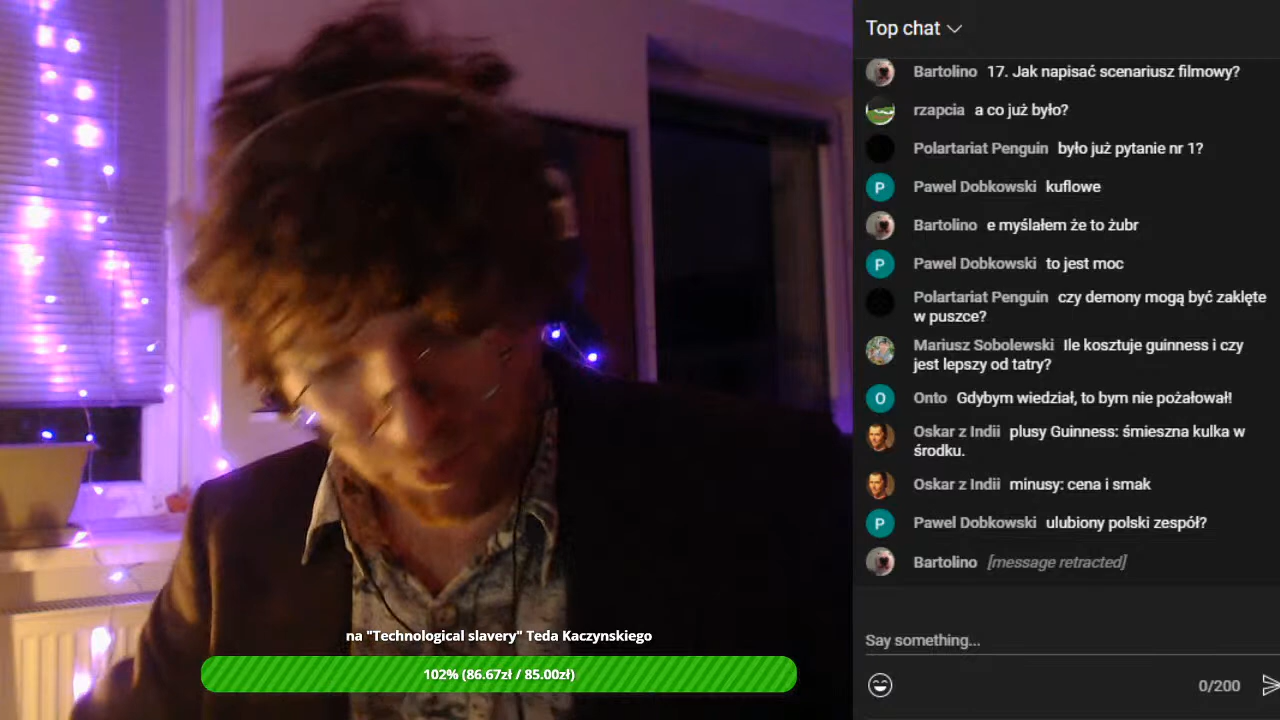 Top chat
Bartolino 17. Jak napisać scenariusz filmowy?
rzapcia a co już było?
Polartariat Penguin było już pytanie nr 1?
P Pawel Dobkowski kuflowe
Bartolino e myślałem że to żubr
P Pawel Dobkowski to jest moc
Polartariat Penguin czy demony mogą być zaklęte
w puszce?
Mariusz Sobolewski Ile kosztuje guinness i czy
jest lepszy od tatry?
O Onto Gdybym wiedział, to bym nie pożałował!
Oskar z Indii plusy Guinness: śmieszna kulka w
środku.
Oskar z Indii minusy: cena i smak
P Pawel Dobkowski ulubiony polski zespół?
Bartolino [message retracted]
Say something...
0/200
na "Technological slavery" Teda Kaczynskiego
102% (86.67zł / 85.00zł)